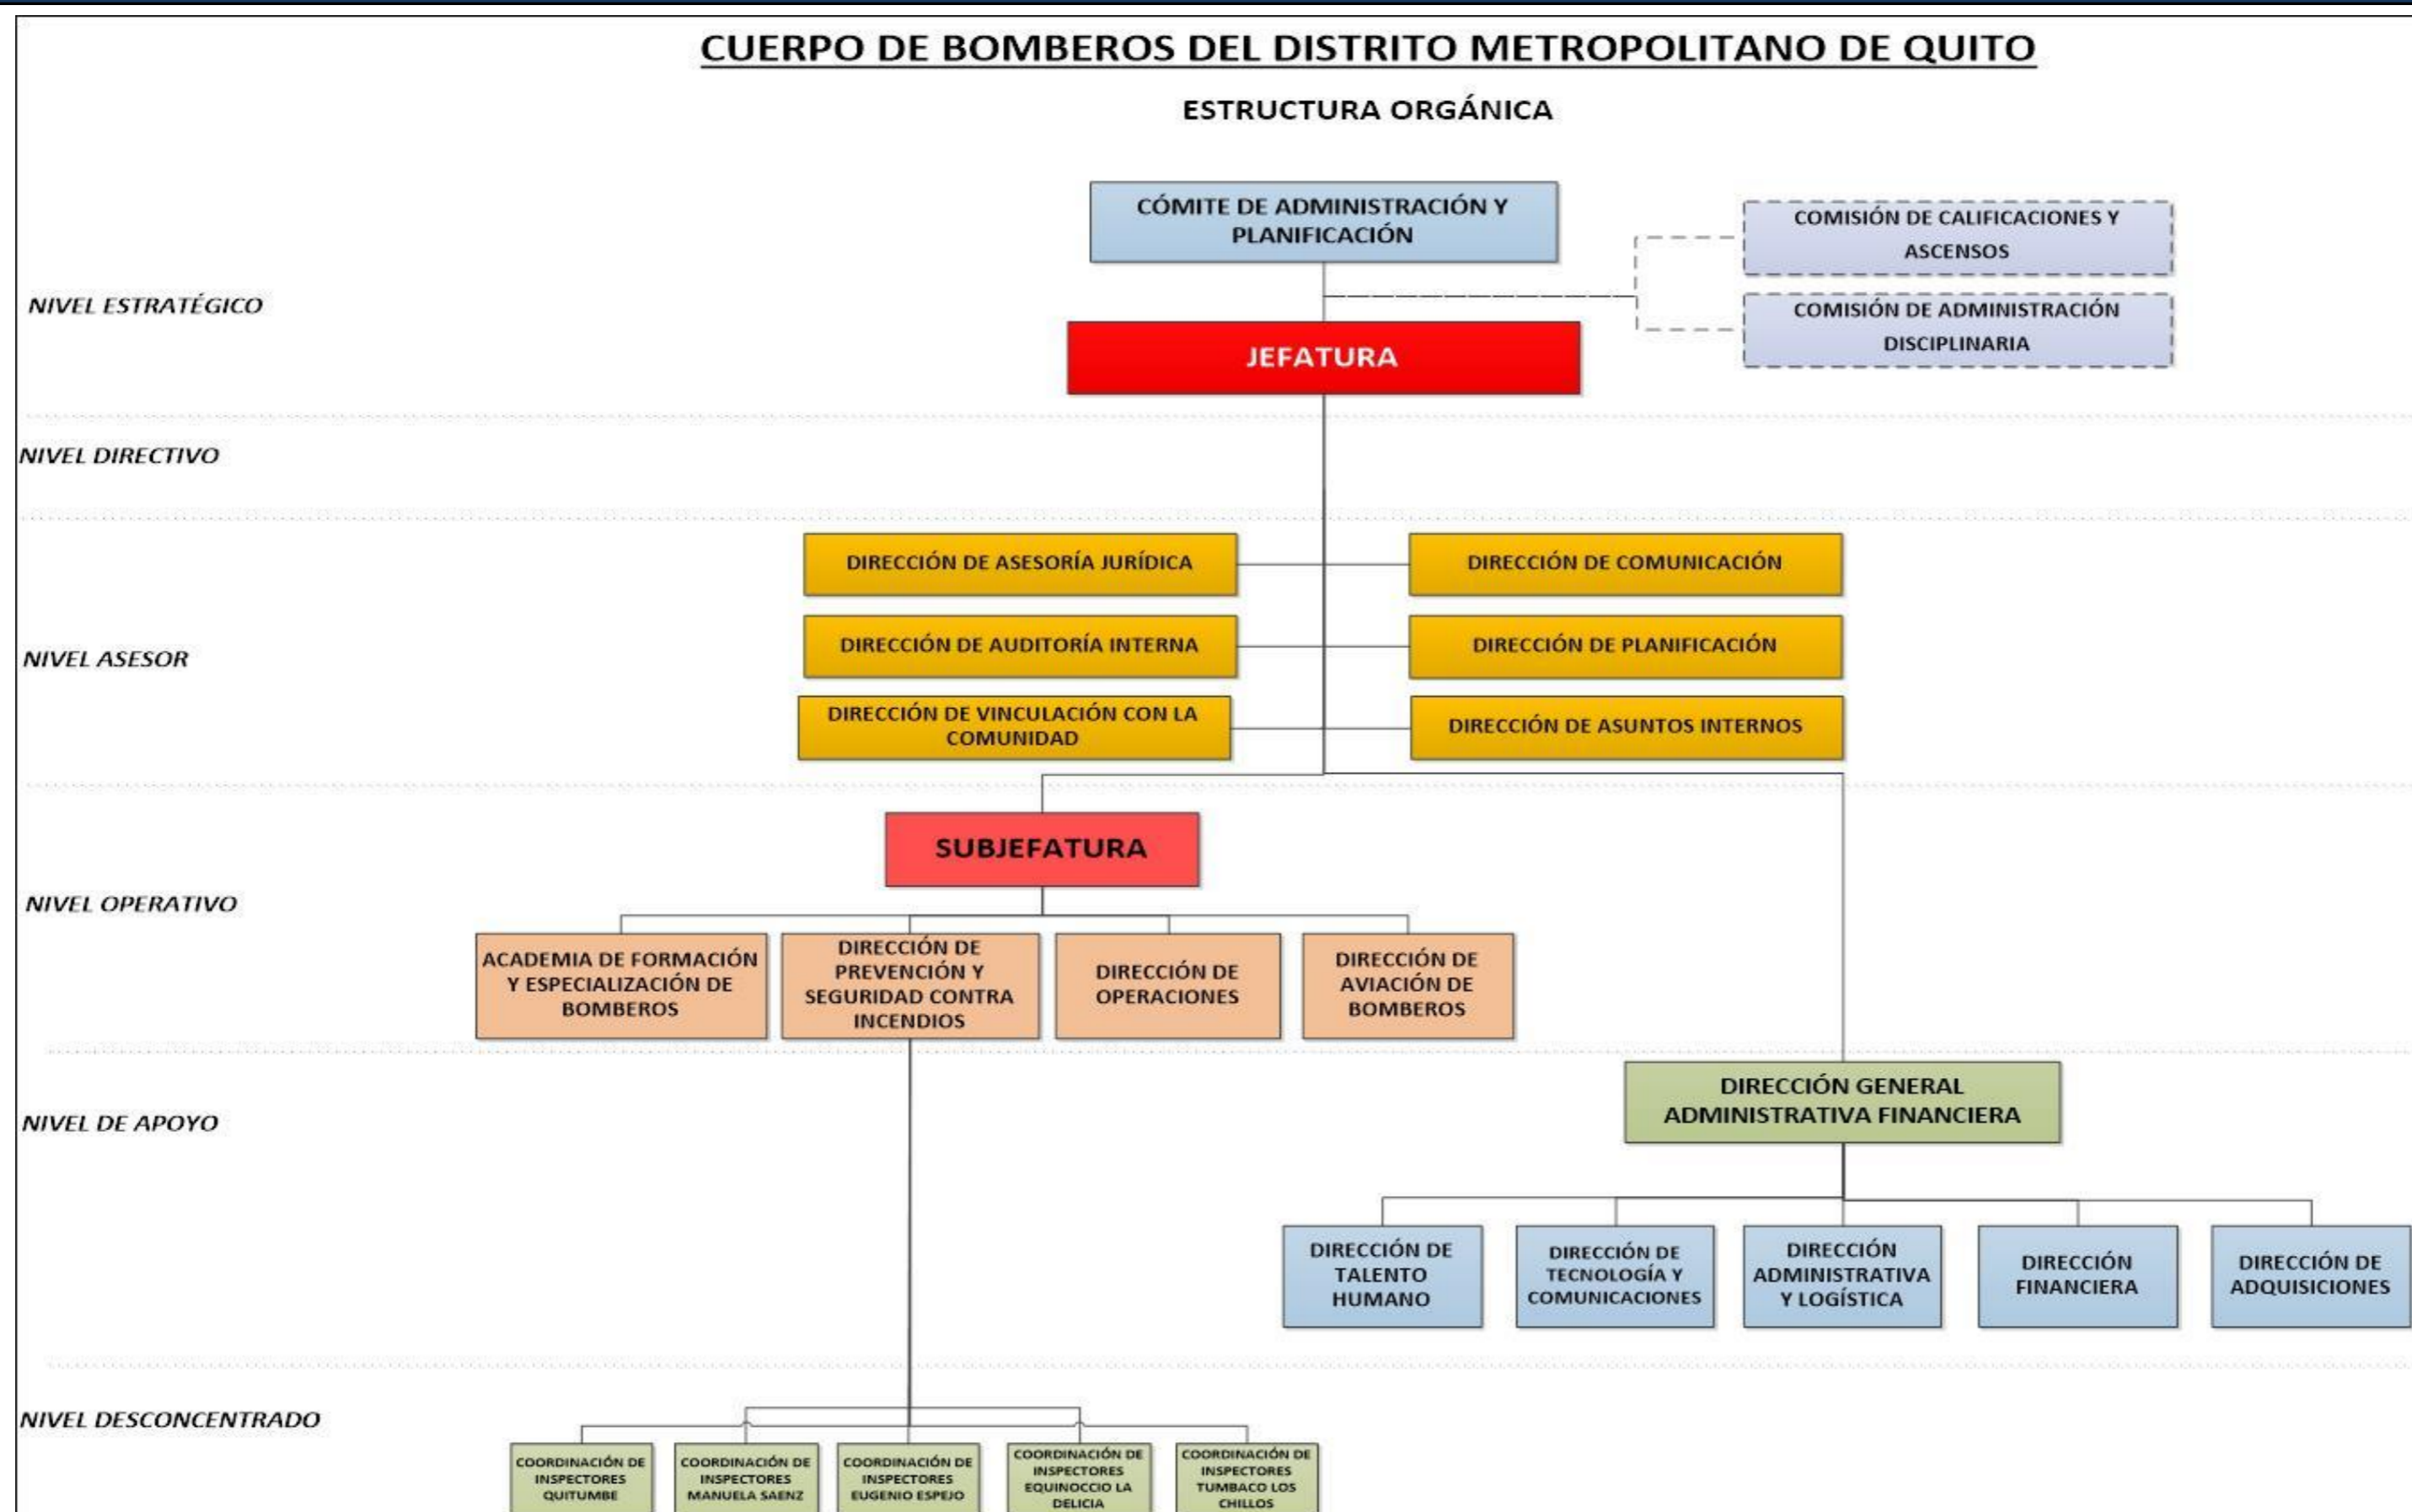 CUERPO DE BOMBEROS DEL DISTRITO METROPOLITANO DE QUITO
ESTRUCTURA ORGÁNICA
CÓMITE DE ADMINISTRACIÓN Y
PLANIFICACIÓN
COMISIÓN DE CALIFICACIONES Y
ASCENSOS
NIVEL ESTRATÉGICO
COMISIÓN DE ADMINISTRACIÓN
DISCIPLINARIA
JEFATURA
NIVEL DIRECTIVO
DIRECCIÓN DE ASESORÍA JURÍDICA
DIRECCIÓN DE COMUNICACIÓN
NIVEL ASESOR
DIRECCIÓN DE AUDITORÍA INTERNA
DIRECCIÓN DE PLANIFICACIÓN
DIRECCIÓN DE VINCULACIÓN CON LA
COMUNIDAD
DIRECCIÓN DE ASUNTOS INTERNOS
SUBJEFATURA
NIVEL OPERATIVO
ACADEMIA DE FORMACIÓN
Y ESPECIALIZACIÓN DE
BOMBEROS
DIRECCIÓN DE
PREVENCIÓN Y
SEGURIDAD CONTRA
INCENDIOS
DIRECCIÓN DE
OPERACIONES
DIRECCIÓN DE
AVIACIÓN DE
BOMBEROS
NIVEL DE APOYO
DIRECCIÓN GENERAL
ADMINISTRATIVA FINANCIERA
DIRECCIÓN DE
TALENTO
HUMANO
DIRECCIÓN DE
TECNOLOGÍA Y
COMUNICACIONES
DIRECCIÓN
ADMINISTRATIVA
Y LOGÍSTICA
DIRECCIÓN
FINANCIERA
DIRECCIÓN DE
ADQUISICIONES
NIVEL DESCONCENTRADO
COORDINACIÓN DE
INSPECTORES
QUITUMBE
COORDINACIÓN DE
INSPECTORES
MANUELA SAENZ
COORDINACIÓN DE
INSPECTORES
EUGENIO ESPEJO
COORDINACIÓN DE
INSPECTORES
EQUINOCCIO LA
DELICIA
COORDINACIÓN DE
INSPECTORES
TUMBACO LOS
CHILLOS